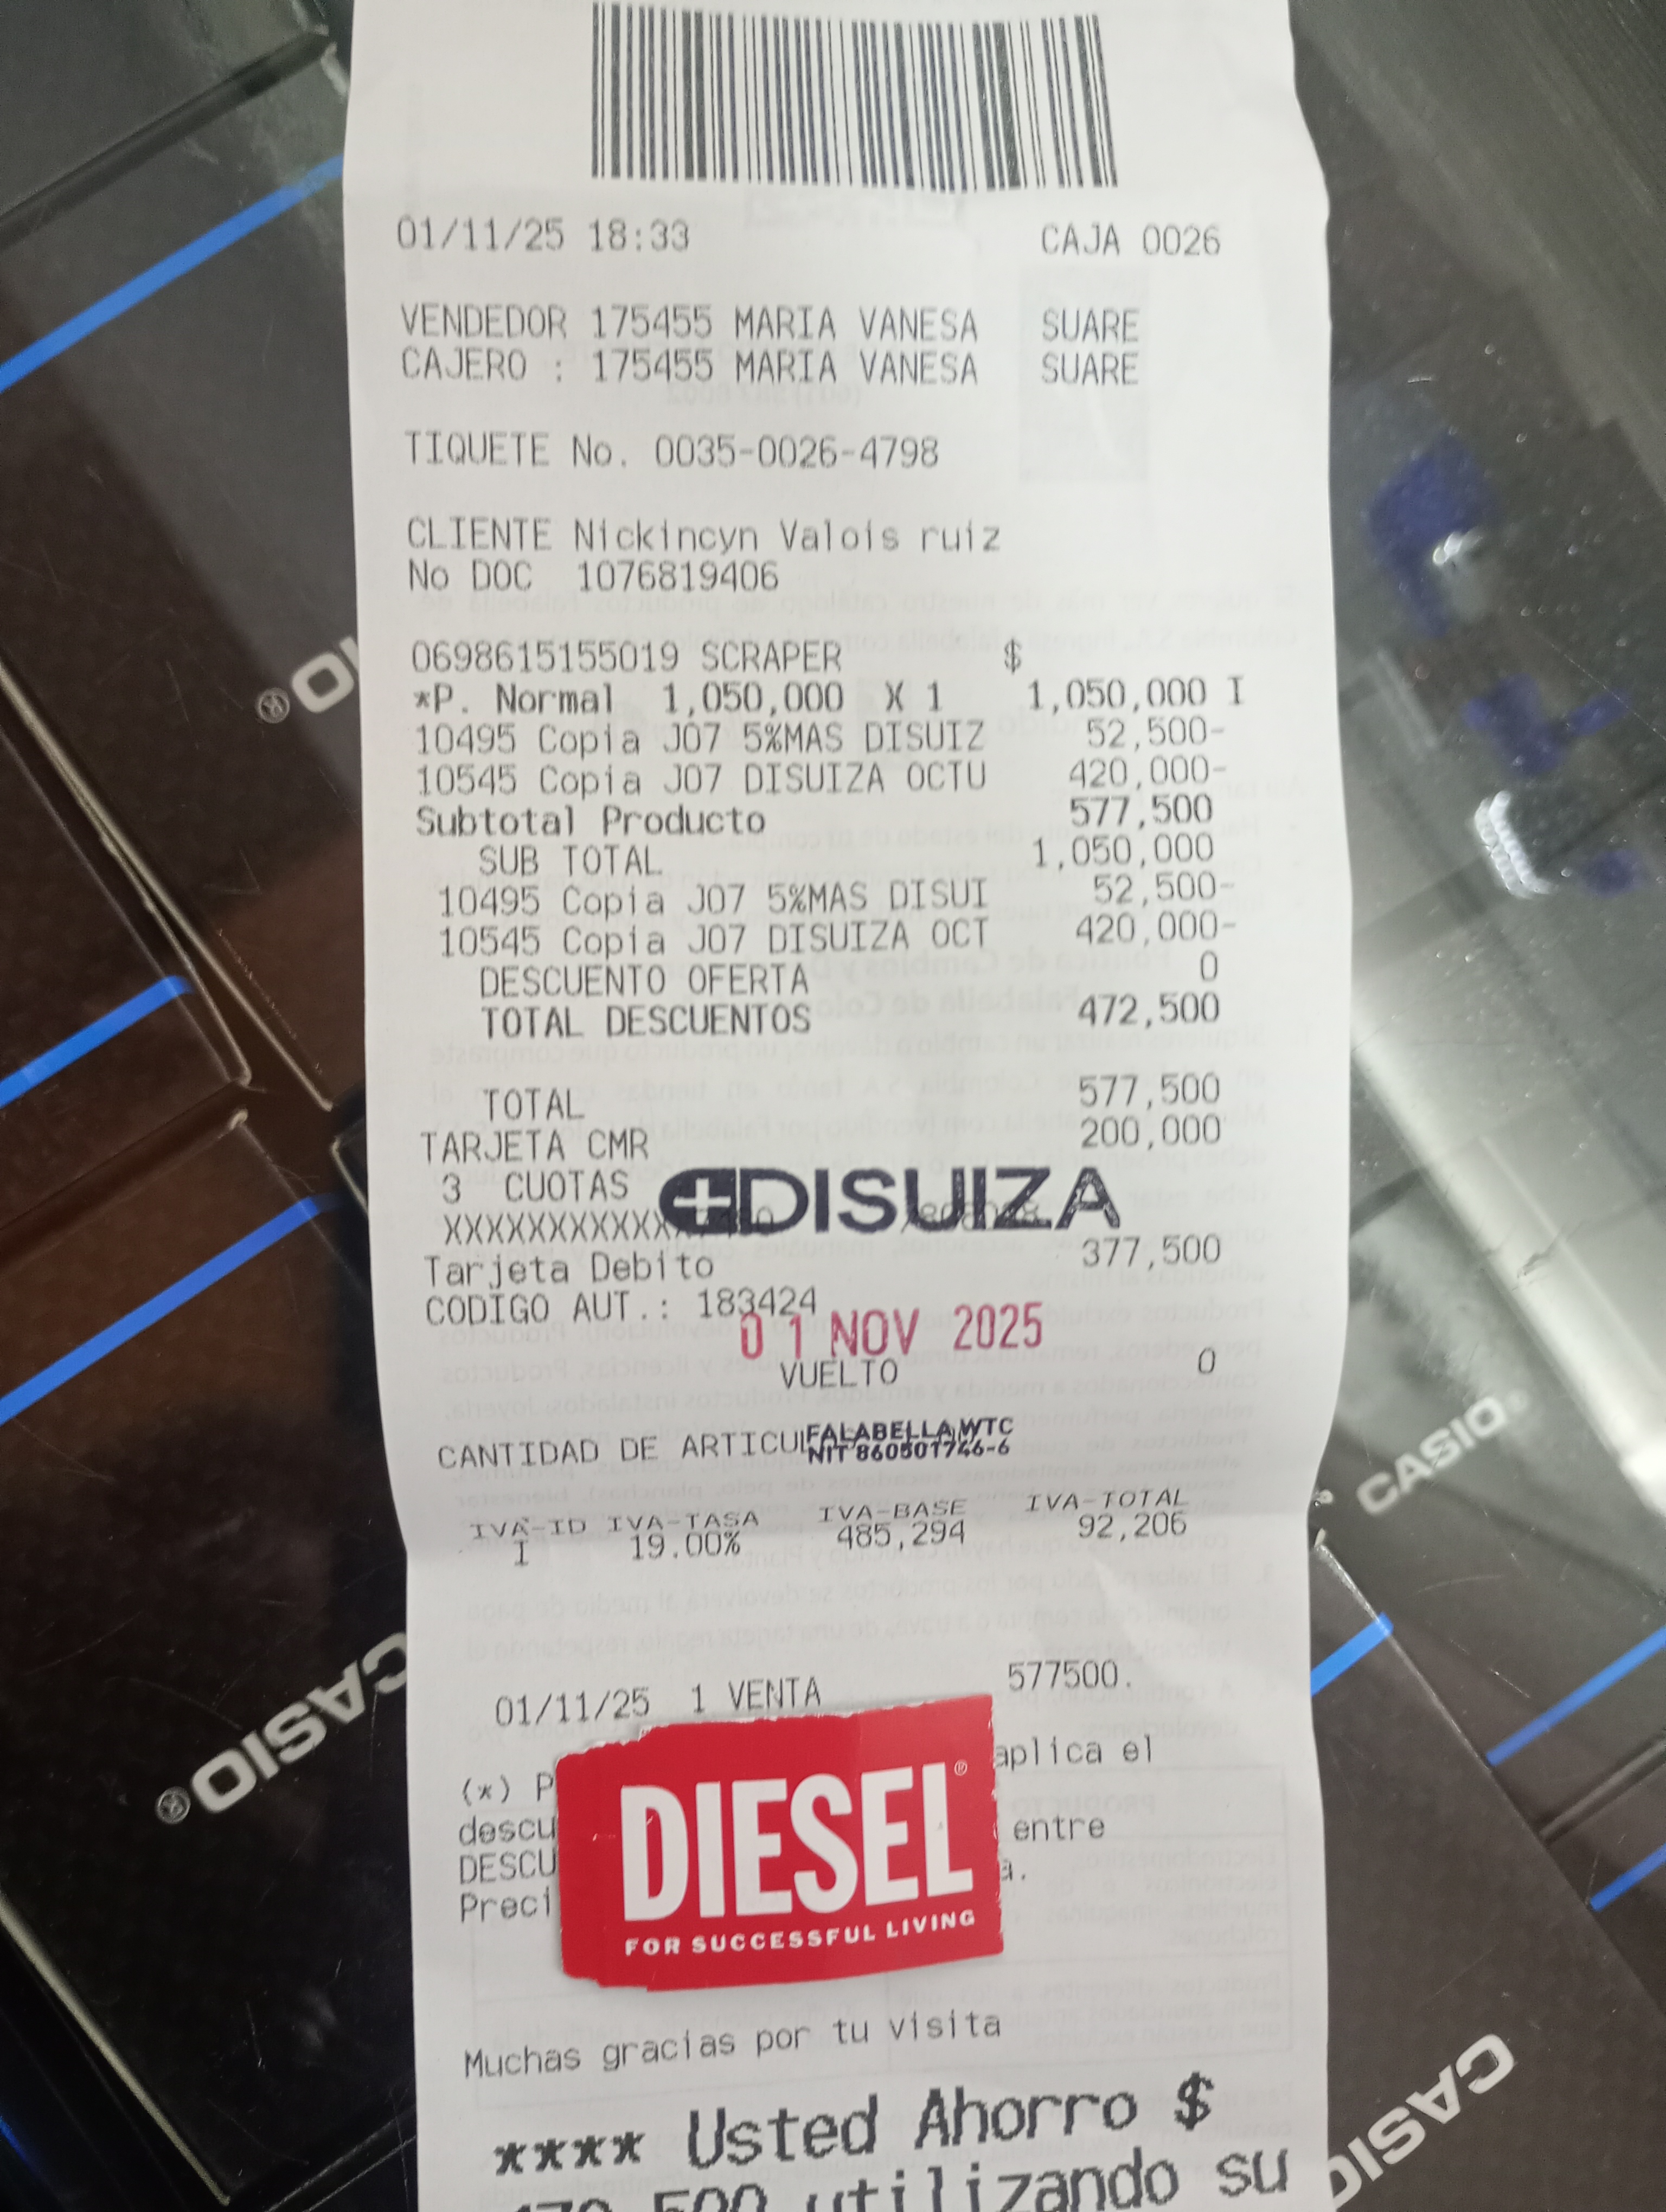 01/11/25 18:33 CAJA 0026
VENDEDOR 175455 MARIA VANESA SUARE
CAJERO : 175455 MARIA VANESA SUARE
TIQUETE No. 0035-0026-4798
CLIENTE Nickincyn Valois ruiz
No DOC 1076819406
0698615155019 SCRAPER $
*P. Normal 1,050,000 X 1 1,050,000 I
10495 Copia J07 5%MAS DISUIZ 52,500-
10545 Copia J07 DISUIZA OCTU 420,000-
Subtotal Producto 577,500
SUB TOTAL 1,050,000
10495 Copia J07 5%MAS DISUI 52,500-
10545 Copia J07 DISUIZA OCT 420,000-
DESCUENTO OFERTA 0
TOTAL DESCUENTOS 472,500
TOTAL 577,500
TARJETA CMR 200,000
3 CUOTAS
DISUIZA
XXXXXXXXXXX
Tarjeta Debito 377,500
CODIGO AUT.: 183424
01 NOV 2025
VUELTO 0
CANTIDAD DE ARTICUL
FALABELLA WTC
NIT 860501746-6
IVA-ID IVA-TASA IVA-BASE IVA-TOTAL
I 19.00% 485,294 92,206
01/11/25 1 VENTA 577500.
(*) P aplica el
descu entre
DESCU a.
Preci
DIESEL®
FOR SUCCESSFUL LIVING
Muchas gracias por tu visita
**** Usted Ahorro $
utilizando su
CASIO®
CASIO®
CASIO
IO®